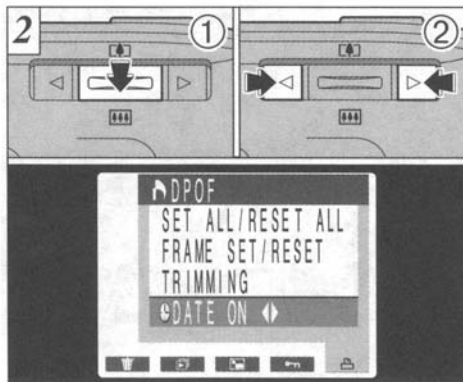 2
① ②
DPOF
SET ALL/RESET ALL
FRAME SET/RESET
TRIMMING
DATE ON